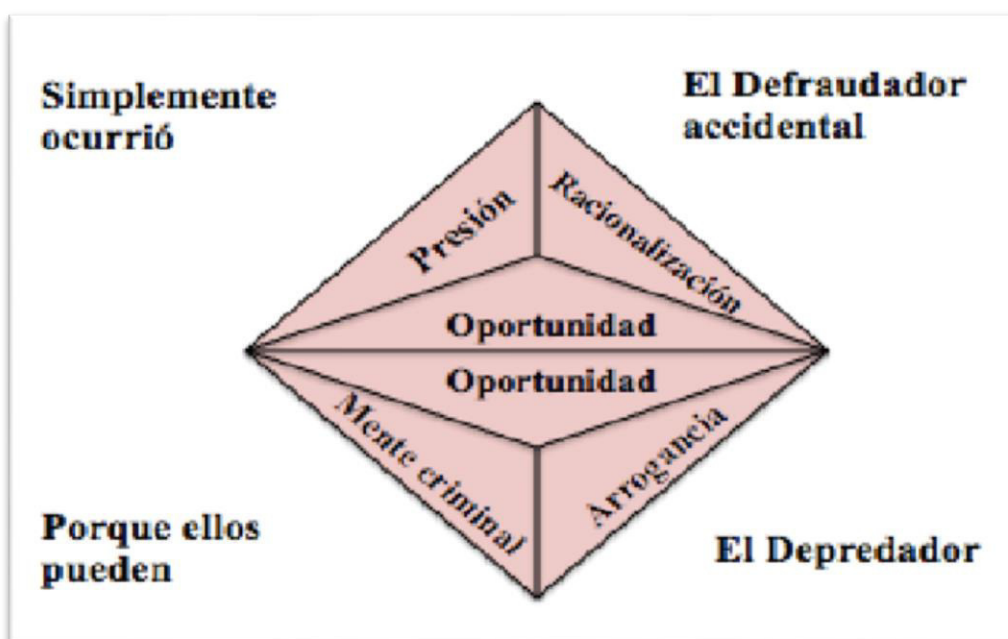 Simplemente
ocurrió
El Defraudador
accidental
Presión
Racionalización
Oportunidad
Oportunidad
Mente criminal
Arrogancia
Porque ellos
pueden
El Depredador